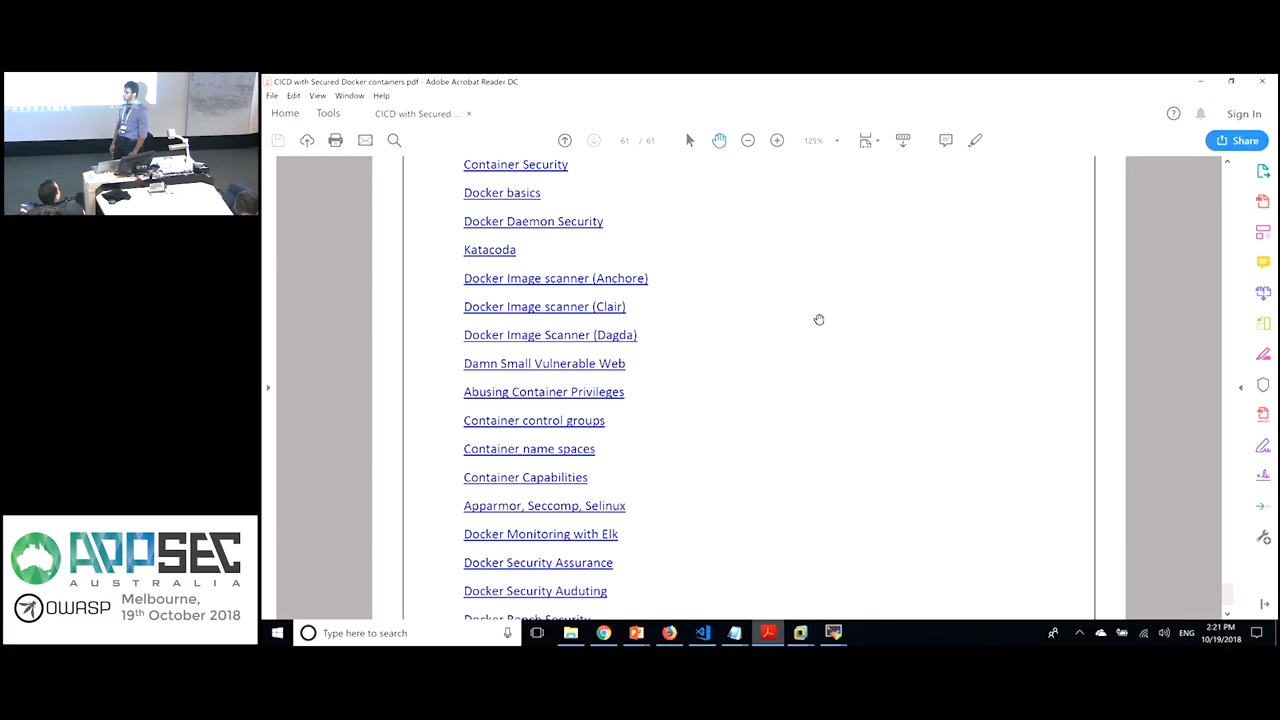 CICD with Secured Docker containers.pdf - Adobe Acrobat Reader DC
File Edit View Window Help
Home Tools CICD with Secured ... ×
Sign In
61 / 61
125%
Share
Container Security
Docker basics
Docker Daemon Security
Katacoda
Docker Image scanner (Anchore)
Docker Image scanner (Clair)
Docker Image Scanner (Dagda)
Damn Small Vulnerable Web
Abusing Container Privileges
Container control groups
Container name spaces
Container Capabilities
Apparmor, Seccomp, Selinux
Docker Monitoring with Elk
Docker Security Assurance
Docker Security Auduting
Docker Bench Security
APPSEC
AUSTRALIA
OWASP
Melbourne,
19th October 2018
Type here to search
ENG
2:21 PM
10/19/2018